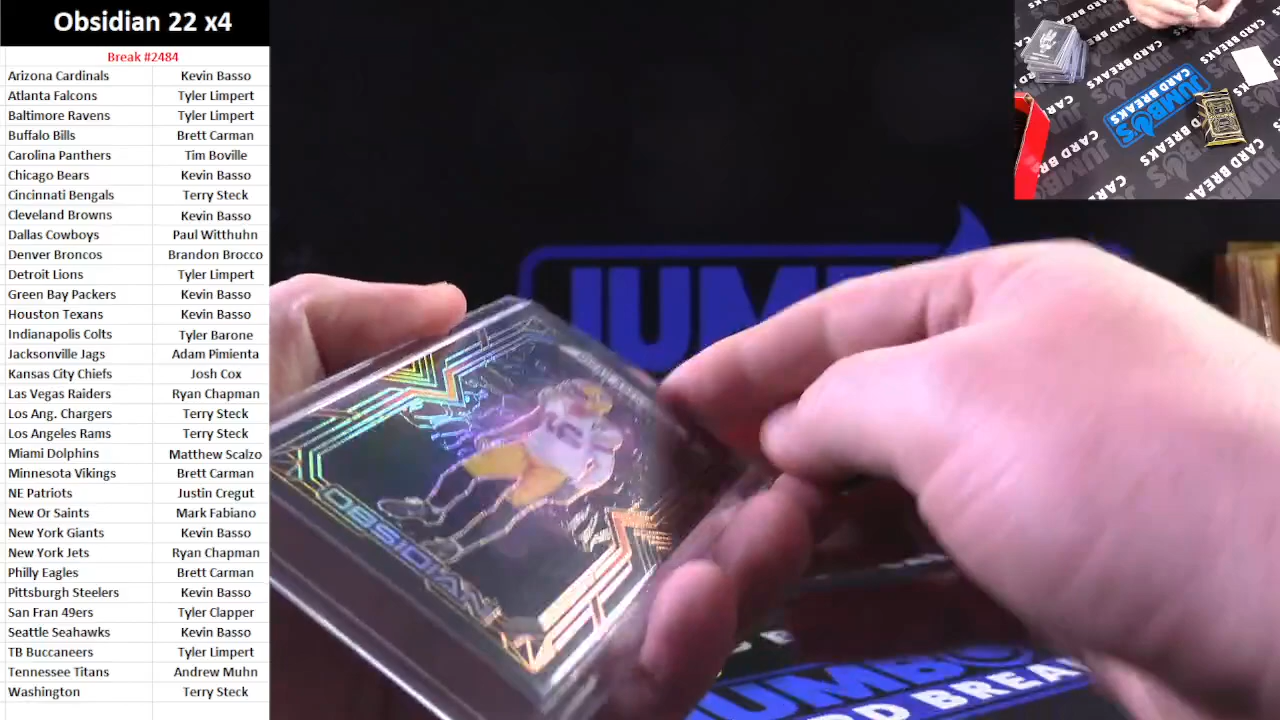 Obsidian 22 x4
Break #2484
Arizona Cardinals Kevin Basso
Atlanta Falcons Tyler Limpert
Baltimore Ravens Tyler Limpert
Buffalo Bills Brett Carman
Carolina Panthers Tim Boville
Chicago Bears Kevin Basso
Cincinnati Bengals Terry Steck
Cleveland Browns Kevin Basso
Dallas Cowboys Paul Witthuhn
Denver Broncos Brandon Brocco
Detroit Lions Tyler Limpert
Green Bay Packers Kevin Basso
Houston Texans Kevin Basso
Indianapolis Colts Tyler Barone
Jacksonville Jags Adam Pimienta
Kansas City Chiefs Josh Cox
Las Vegas Raiders Ryan Chapman
Los Ang. Chargers Terry Steck
Los Angeles Rams Terry Steck
Miami Dolphins Matthew Scalzo
Minnesota Vikings Brett Carman
NE Patriots Justin Cregut
New Or Saints Mark Fabiano
New York Giants Kevin Basso
New York Jets Ryan Chapman
Philly Eagles Brett Carman
Pittsburgh Steelers Kevin Basso
San Fran 49ers Tyler Clapper
Seattle Seahawks Kevin Basso
TB Buccaneers Tyler Limpert
Tennessee Titans Andrew Muhn
Washington Terry Steck
JUMB
OBSIDIAN
JUMBO
CARD BREA
JUMBO'S
CARD BREAKS